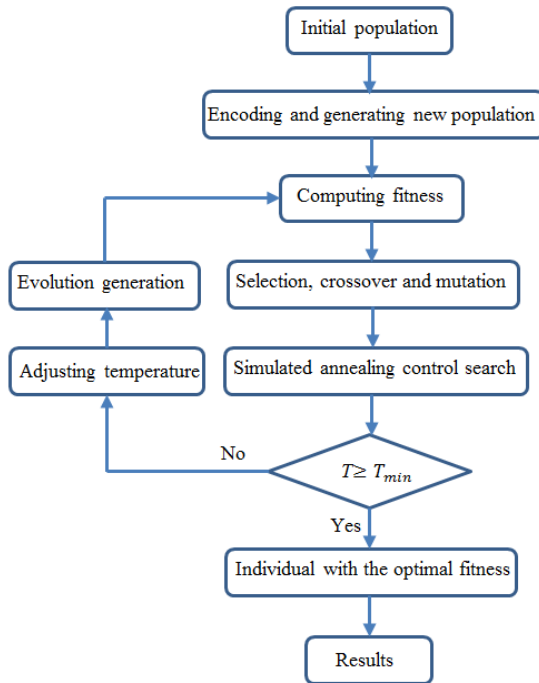 Initial population
Encoding and generating new population
Computing fitness
Evolution generation
Selection, crossover and mutation
Adjusting temperature
Simulated annealing control search
No
T≥ Tmin
Yes
Individual with the optimal fitness
Results